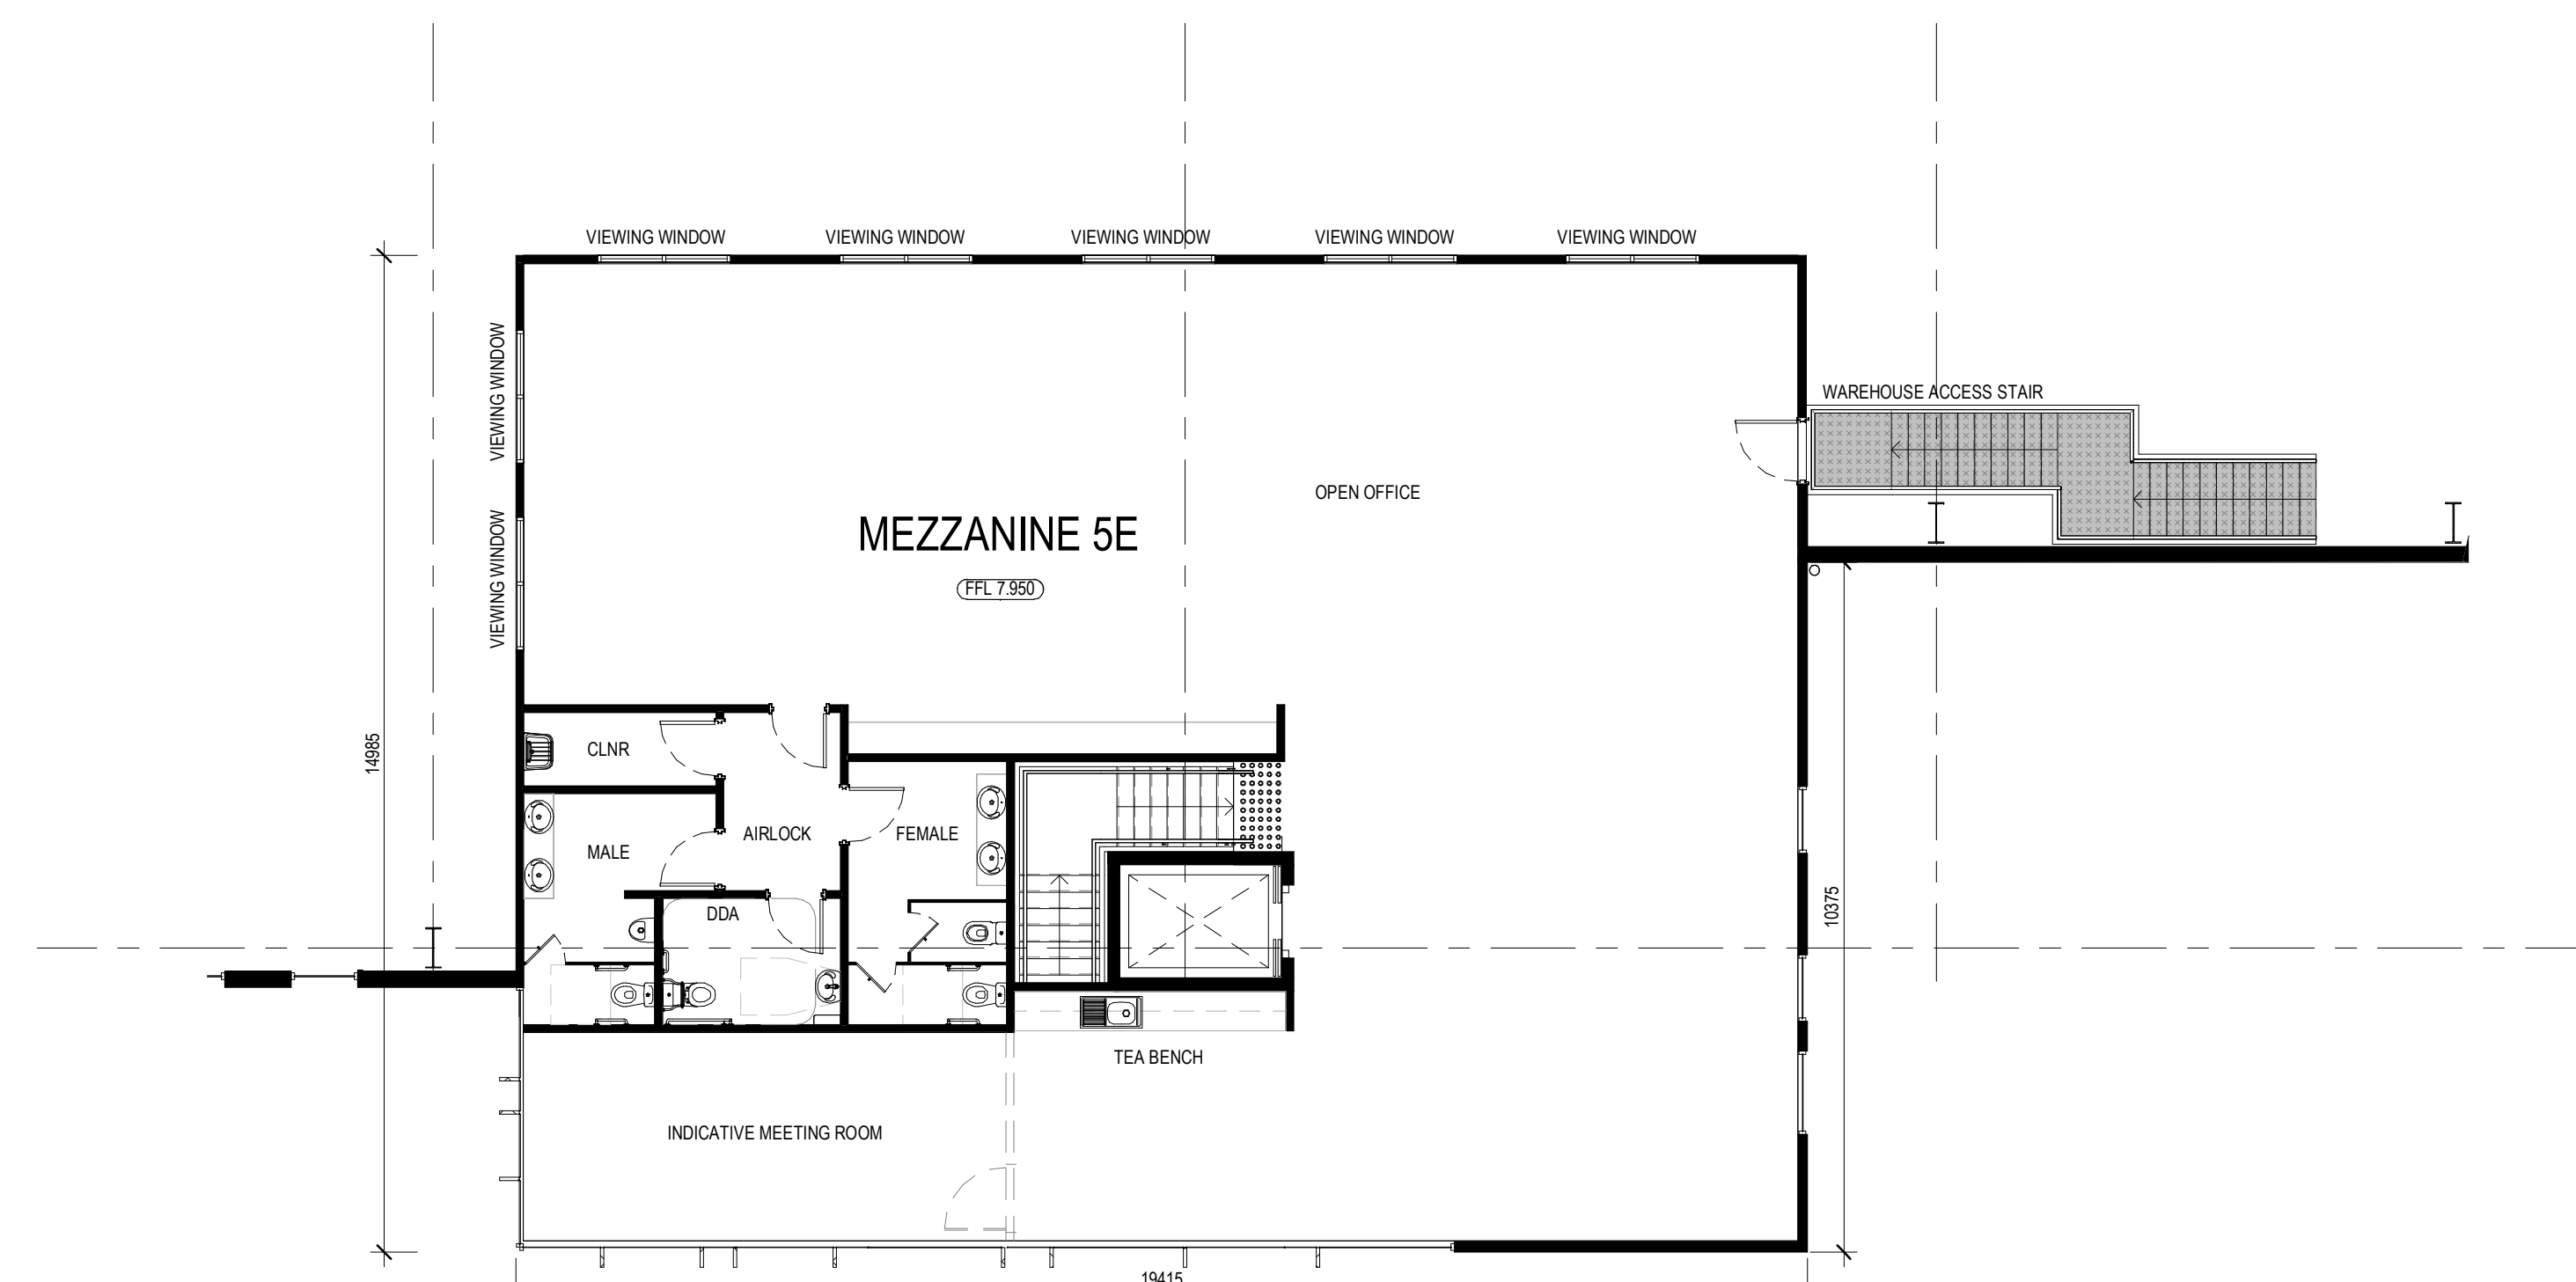 VIEWING WINDOW
VIEWING WINDOW
VIEWING WINDOW
VIEWING WINDOW
VIEWING WINDOW
VIEWING WINDOW
WAREHOUSE ACCESS STAIR
OPEN OFFICE
MEZZANINE 5E
VIEWING WINDOW
FFL 7.950
14985
CLNR
AIRLOCK
FEMALE
MALE
10375
DDA
TEA BENCH
INDICATIVE MEETING ROOM
19415